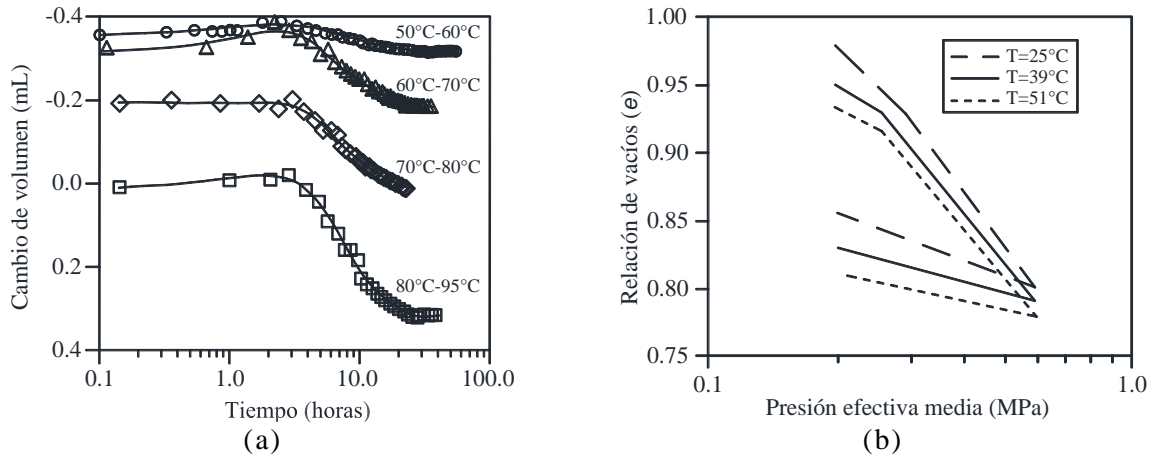 -0.4
-0.2
0.0
0.2
0.4
Cambio de volumen (mL)
50°C-60°C
60°C-70°C
70°C-80°C
80°C-95°C
0.1
1.0
10.0
100.0
Tiempo (horas)
(a)
1.00
0.95
0.90
0.85
0.80
0.75
Relación de vacíos (e)
T=25°C
T=39°C
T=51°C
0.1
1.0
Presión efectiva media (MPa)
(b)